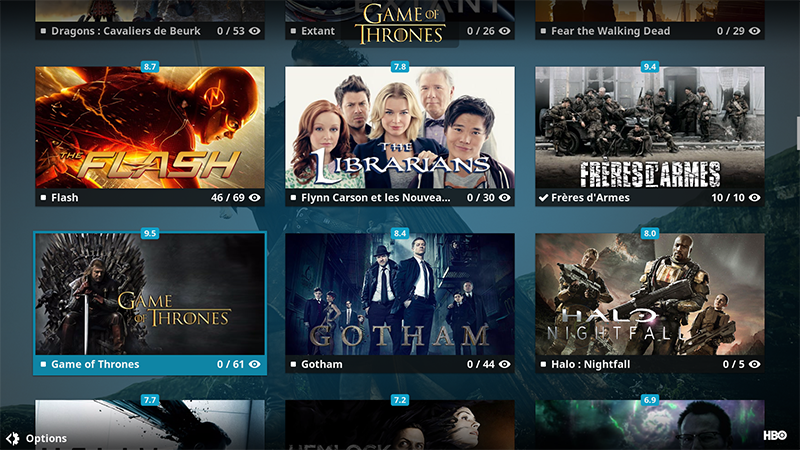 GAME OF
THRONES
Dragons : Cavaliers de Beurk 0 / 53
Extant 0 / 26
Fear the Walking Dead 0 / 29
8.7
THE
FLASH
Flash 46 / 69
7.8
THE
LIBRARIANS
Flynn Carson et les Nouvea... 0 / 30
9.4
FRÈRES D'ARMES
Frères d'Armes 10 / 10
9.5
GAME OF
THRONES
Game of Thrones 0 / 61
8.4
GOTHAM
Gotham 0 / 44
8.0
HALO
NIGHTFALL
Halo : Nightfall 0 / 5
7.7
7.2
HEMLOCK
6.9
Options
HBO